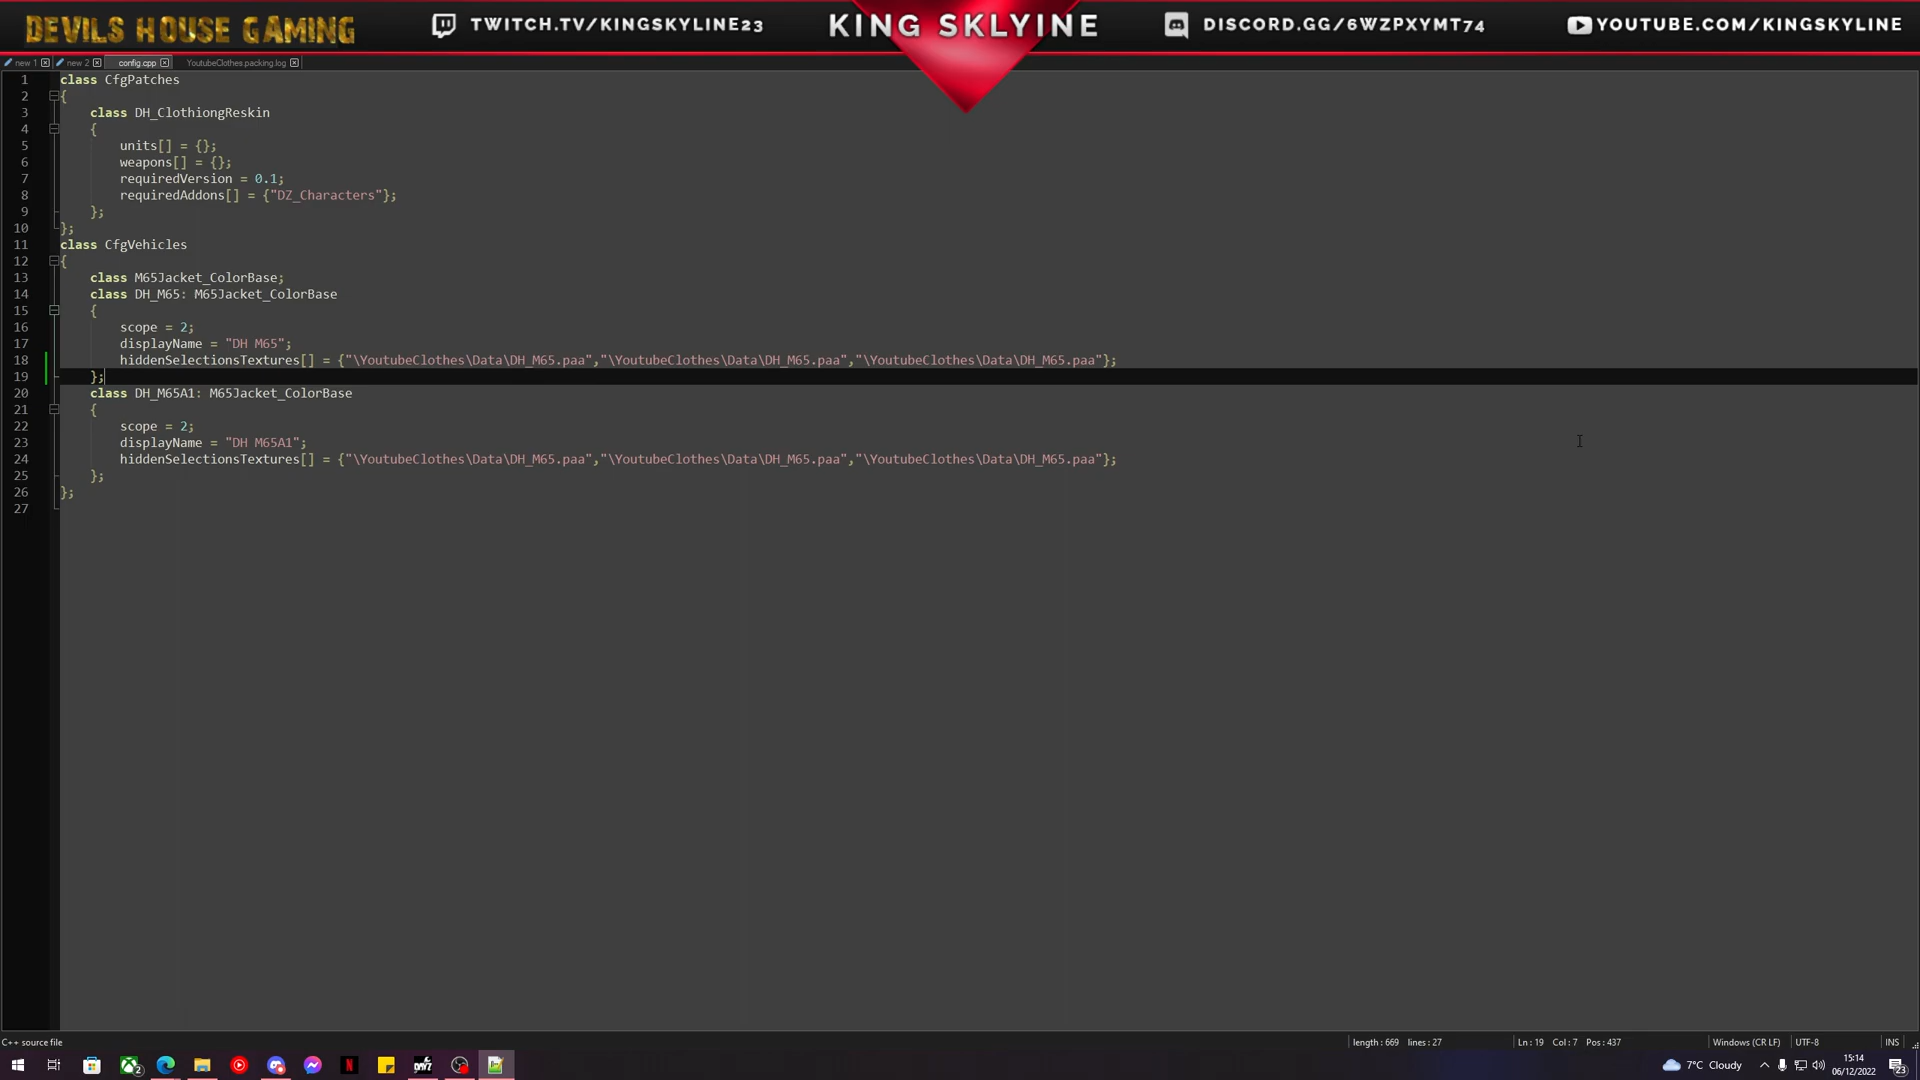 DEVILS HOUSE GAMING
TWITCH.TV/KINGSKYLINE23
KING SKLYINE
DISCORD.GG/6WZPXYMT74
YOUTUBE.COM/KINGSKYLINE
new 1
new 2
config.cpp
YoutubeClothes.packing.log
1 class CfgPatches
2 {
3 class DH_ClothiongReskin
4 {
5 units[] = {};
6 weapons[] = {};
7 requiredVersion = 0.1;
8 requiredAddons[] = {"DZ_Characters"};
9 };
10 };
11 class CfgVehicles
12 {
13 class M65Jacket_ColorBase;
14 class DH_M65: M65Jacket_ColorBase
15 {
16 scope = 2;
17 displayName = "DH M65";
18 hiddenSelectionsTextures[] = {"\YoutubeClothes\Data\DH_M65.paa","\YoutubeClothes\Data\DH_M65.paa","\YoutubeClothes\Data\DH_M65.paa"};
19 };
20 class DH_M65A1: M65Jacket_ColorBase
21 {
22 scope = 2;
23 displayName = "DH M65A1";
24 hiddenSelectionsTextures[] = {"\YoutubeClothes\Data\DH_M65.paa","\YoutubeClothes\Data\DH_M65.paa","\YoutubeClothes\Data\DH_M65.paa"};
25 };
26 };
27
C++ source file
length : 669 lines : 27
Ln : 19 Col : 7 Pos : 437
Windows (CR LF)
UTF-8
INS
7°C Cloudy
15:14
06/12/2022
23